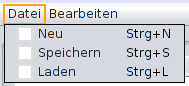 Datei Bearbeiten
Neu Strg+N
Speichern Strg+S
Laden Strg+L